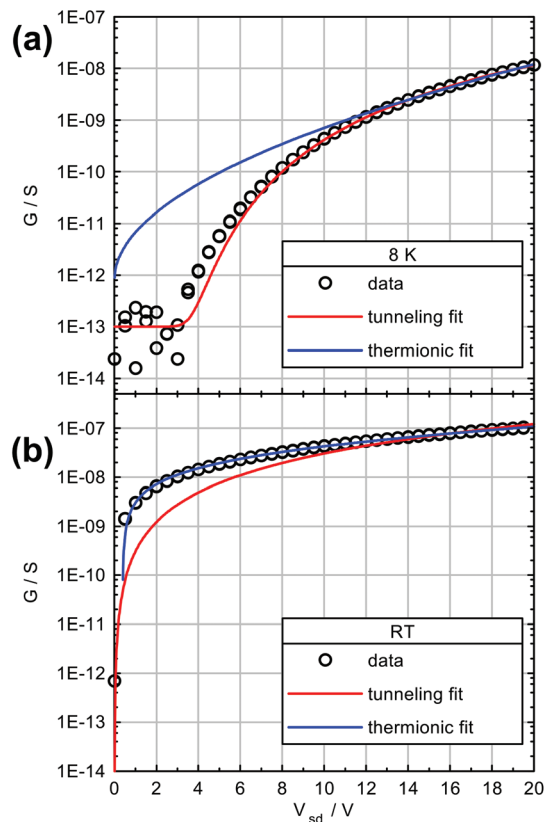 (a)
1E-07
1E-08
1E-09
1E-10
1E-11
1E-12
1E-13
1E-14
G / S
8 K
data
tunneling fit
thermionic fit
(b)
1E-07
1E-08
1E-09
1E-10
1E-11
1E-12
1E-13
1E-14
G / S
RT
data
tunneling fit
thermionic fit
0 2 4 6 8 10 12 14 16 18 20
V_sd / V